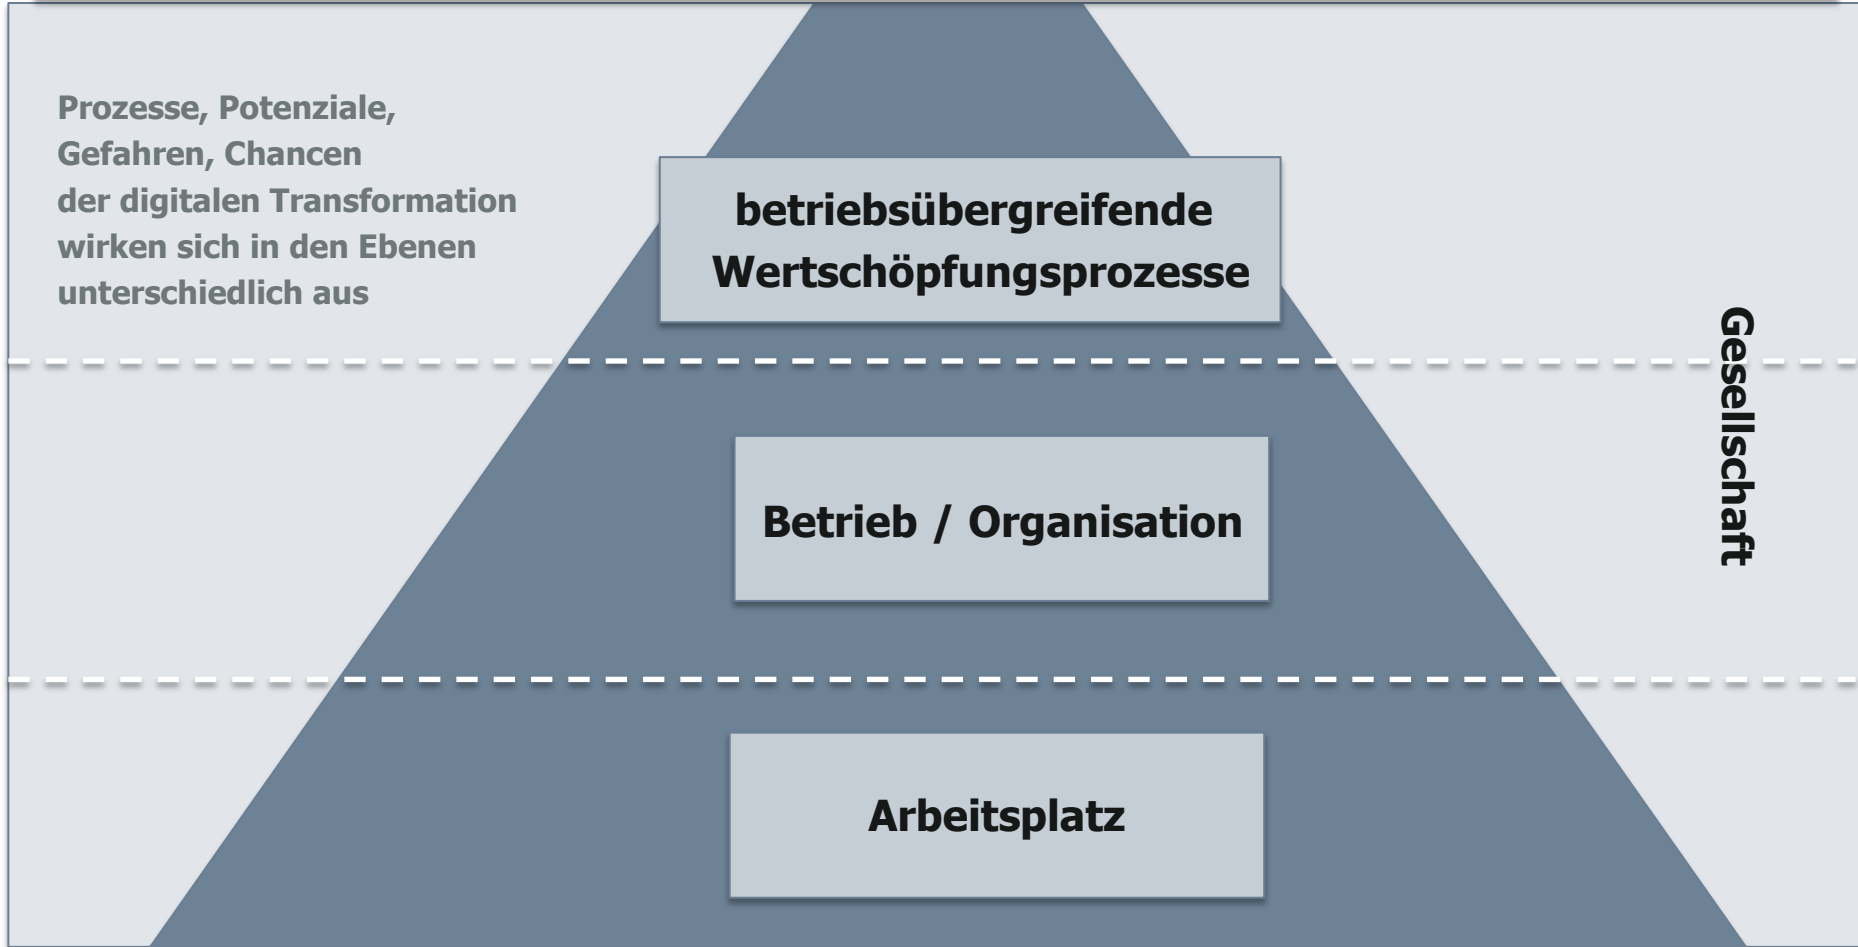 Prozesse, Potenziale,
Gefahren, Chancen
der digitalen Transformation
wirken sich in den Ebenen
unterschiedlich aus
betriebsübergreifende
Wertschöpfungsprozesse
Gesellschaft
Betrieb / Organisation
Arbeitsplatz